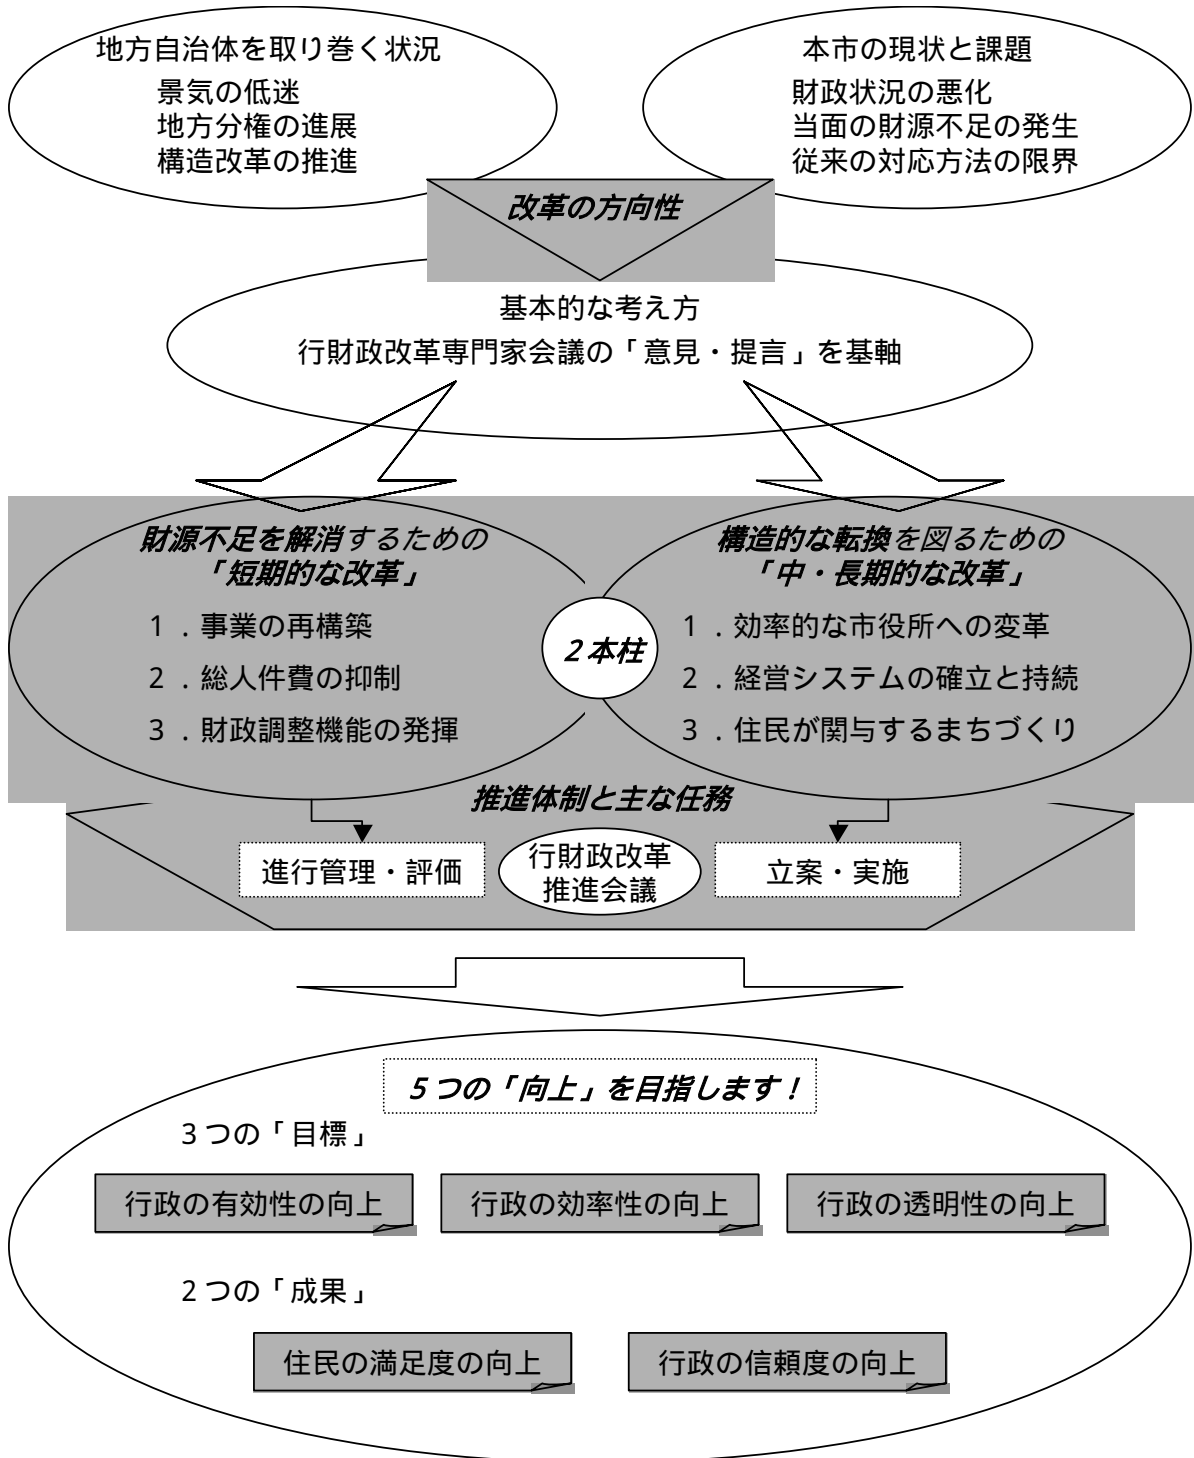 地方自治体を取り巻く状況
景気の低迷
地方分権の進展
構造改革の推進
本市の現状と課題
財政状況の悪化
当面の財源不足の発生
従来の対応方法の限界
改革の方向性
基本的な考え方
行財政改革専門家会議の「意見・提言」を基軸
財源不足を解消するための
「短期的な改革」
1．事業の再構築
2．総人件費の抑制
3．財政調整機能の発揮
2本柱
構造的な転換を図るための
「中・長期的な改革」
1．効率的な市役所への変革
2．経営システムの確立と持続
3．住民が関与するまちづくり
推進体制と主な任務
進行管理・評価
行財政改革
推進会議
立案・実施
5つの「向上」を目指します！
3つの「目標」
行政の有効性の向上
行政の効率性の向上
行政の透明性の向上
2つの「成果」
住民の満足度の向上
行政の信頼度の向上